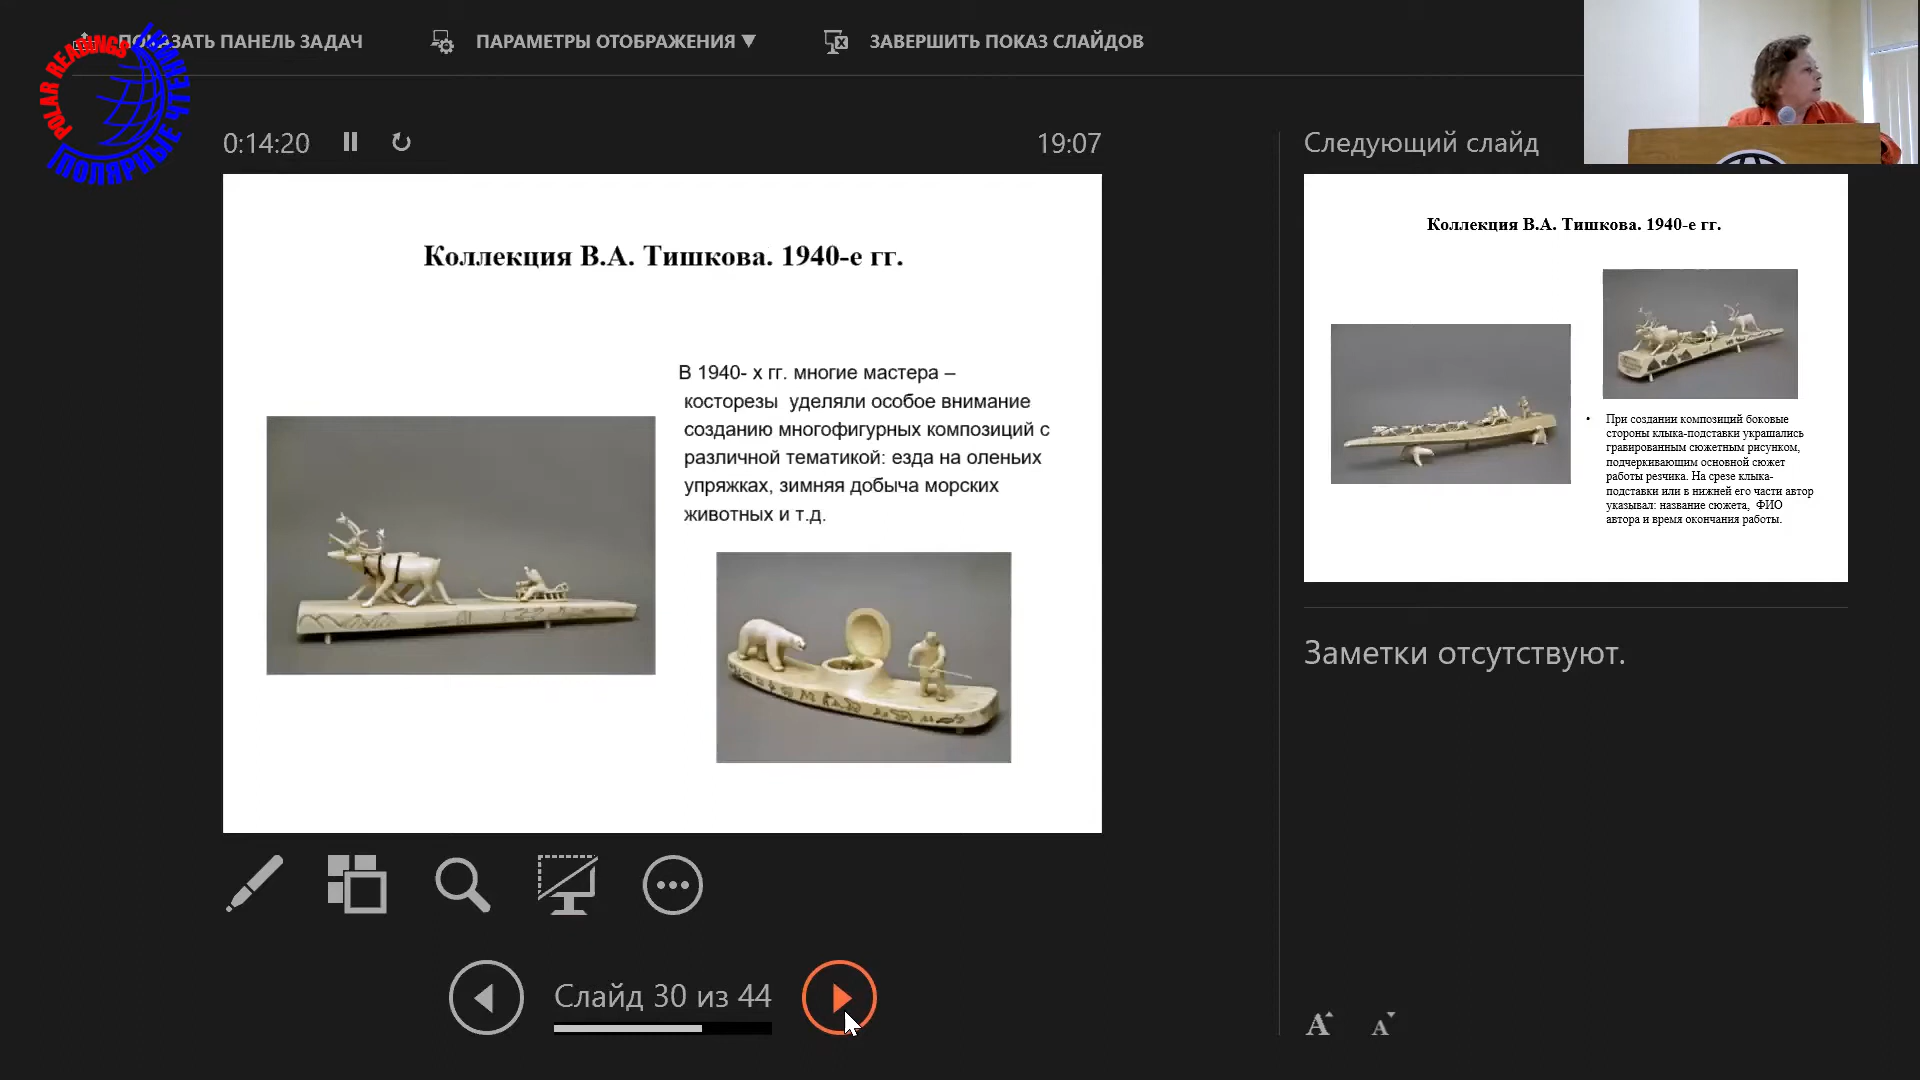 ПОКАЗАТЬ ПАНЕЛЬ ЗАДАЧ
ПАРАМЕТРЫ ОТОБРАЖЕНИЯ
ЗАВЕРШИТЬ ПОКАЗ СЛАЙДОВ
POLAR READINGS
ПОЛЯРНЫЕ ЧТЕНИЯ
0:14:20
19:07
Коллекция В.А. Тишкова. 1940-е гг.
В 1940- х гг. многие мастера –
косторезы уделяли особое внимание
созданию многофигурных композиций с
различной тематикой: езда на оленьих
упряжках, зимняя добыча морских
животных и т.д.
Слайд 30 из 44
Следующий слайд
Коллекция В.А. Тишкова. 1940-е гг.
• При создании композиций боковые
стороны клыка-подставки украшались
гравированным сюжетным рисунком,
подчеркивающим основной сюжет
работы резчика. На срезе клыка-
подставки или в нижней его части автор
указывал: название сюжета, ФИО
автора и время окончания работы.
Заметки отсутствуют.
A A